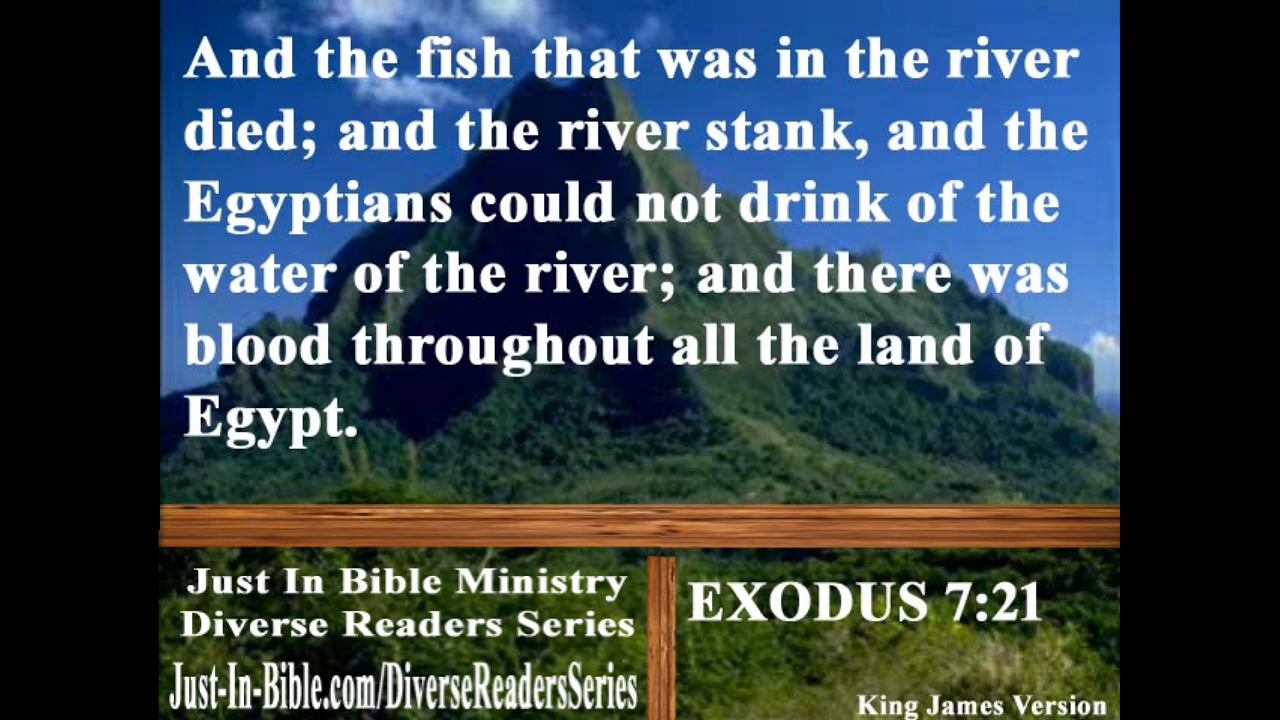 And the fish that was in the river
died; and the river stank, and the
Egyptians could not drink of the
water of the river; and there was
blood throughout all the land of
Egypt.
Just In Bible Ministry
Diverse Readers Series
Just-In-Bible.com/DiverseReadersSeries
EXODUS 7:21
King James Version